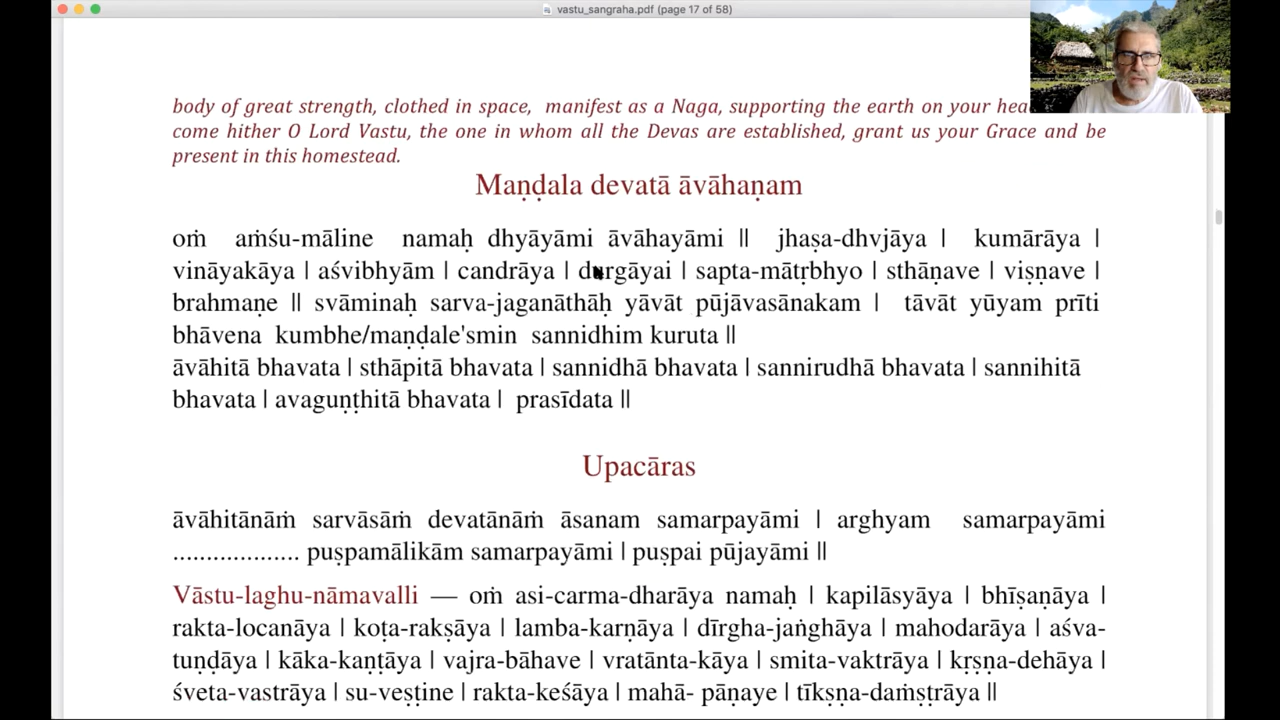 vastu_sangraha.pdf (page 17 of 58)
body of great strength, clothed in space, manifest as a Naga, supporting the earth on your
come hither O Lord Vastu, the one in whom all the Devas are established, grant us your Grace and be
present in this homestead.
Maṇḍala devatā āvāhaṇam
oṁ aṁśu-māline namaḥ dhyāyāmi āvāhayāmi || jhaṣa-dhvjāya | kumārāya |
vināyakāya | aśvibhyām | candrāya | durgāyai | sapta-mātṛbhyo | sthāṇave | viṣṇave |
brahmaṇe || svāminaḥ sarva-jaganāthāḥ yāvāt pūjāvasānakam | tāvāt yūyam prīti
bhāvena kumbhe/maṇḍale'smin sannidhim kuruta ||
āvāhitā bhavata | sthāpitā bhavata | sannidhā bhavata | sannirudhā bhavata | sannihitā
bhavata | avaguṇṭhitā bhavata | prasīdata ||
Upacāras
āvāhitānāṁ sarvāsāṁ devatānāṁ āsanam samarpayāmi | arghyam samarpayāmi
................... puṣpamālikām samarpayāmi | puṣpai pūjayāmi ||
Vāstu-laghu-nāmavalli — oṁ asi-carma-dharāya namaḥ | kapilāsyāya | bhīṣaṇāya |
rakta-locanāya | koṭa-rakṣāya | lamba-karṇāya | dīrgha-jaṅghāya | mahodarāya | aśva-
tuṇḍāya | kāka-kaṇṭāya | vajra-bāhave | vratānta-kāya | smita-vaktrāya | kṛṣṇa-dehāya |
śveta-vastrāya | su-veṣṭine | rakta-keśāya | mahā- pāṇaye | tīkṣṇa-daṁṣṭrāya ||